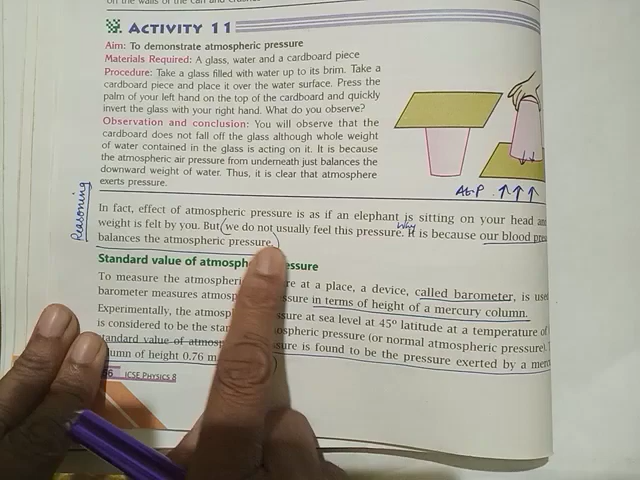 on the walls of the can and crushes
ACTIVITY 11
Aim: To demonstrate atmospheric pressure
Materials Required: A glass, water and a cardboard piece
Procedure: Take a glass filled with water up to its brim. Take a
cardboard piece and place it over the water surface. Press the
palm of your left hand on the top of the cardboard and quickly
invert the glass with your right hand. What do you observe?
Observation and conclusion: You will observe that the
cardboard does not fall off the glass although whole weight
of water contained in the glass is acting on it. It is because
the atmospheric air pressure from underneath just balances the
downward weight of water. Thus, it is clear that atmosphere
exerts pressure.
At.P
Reasoning
In fact, effect of atmospheric pressure is as if an elephant is sitting on your head and
weight is felt by you. But (we do not usually feel this pressure. It is because our blood pre
Why
balances the atmospheric pressure.)
Standard value of atmosph essure
To measure the atmospheric re at a place, a device, called barometer, is used
barometer measures atmosp ssure in terms of height of a mercury column.
Experimentally, the atmosp ssure at sea level at 45° latitude at a temperature of
is considered to be the stan ospheric pressure (or normal atmospheric pressure).
tandard value of atmosp ssure is found to be the pressure exerted by a merc
umn of height 0.76 m
6 ICSE PHYSICS 8